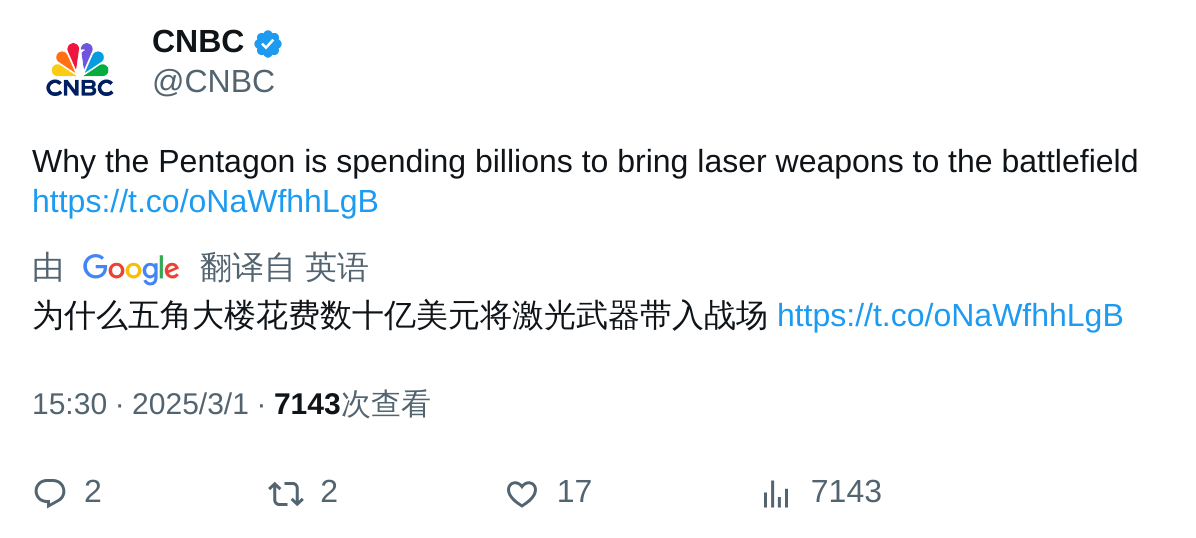 CNBC
CNBC
@CNBC
Why the Pentagon is spending billions to bring laser weapons to the battlefield
https://t.co/oNaWfhhLgB
由 Google 翻译自 英语
为什么五角大楼花费数十亿美元将激光武器带入战场 https://t.co/oNaWfhhLgB
15:30 · 2025/3/1 · 7143次查看
2 2 17 7143